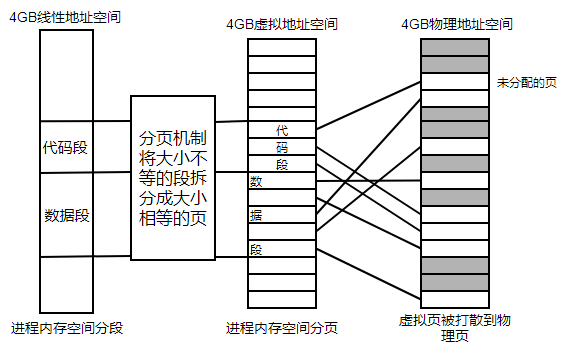 4GB线性地址空间
4GB虚拟地址空间
4GB物理地址空间
未分配的页
代码段
数据段
分页机制
将大小不
等的段拆
分成大小
相等的页
代
码
段
数
据
段
进程内存空间分段
进程内存空间分页
虚拟页被打散到物
理页